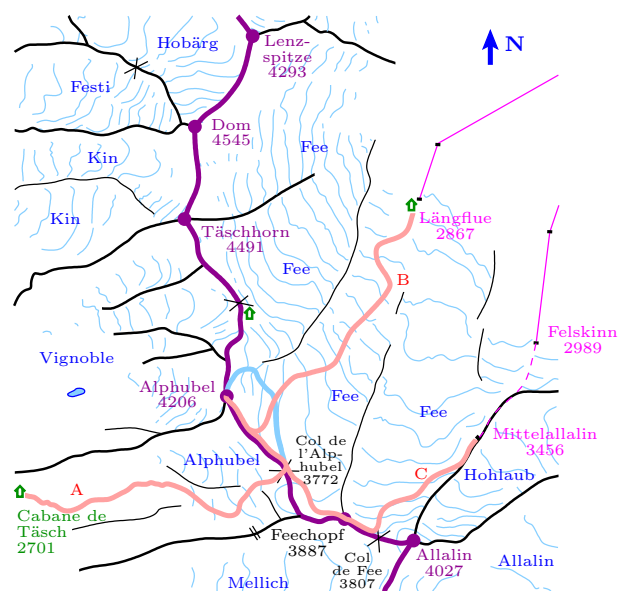 N
Hobärg
Lenz-
spitze
4293
Festi
Dom
4545
Fee
Kin
Kin
Längflue
2867
Täschhorn
4491
Fee
B
Felskinn
2989
Vignoble
Alphubel
4206
Fee
Fee
Mittelallalin
3456
Col de
l'Alp-
hubel
3772
Alphubel
C
Hohlaub
A
Cabane de
Täsch
2701
Feechopf
3887
Col
de Fee
3807
Allalin
4027
Allalin
Mellich